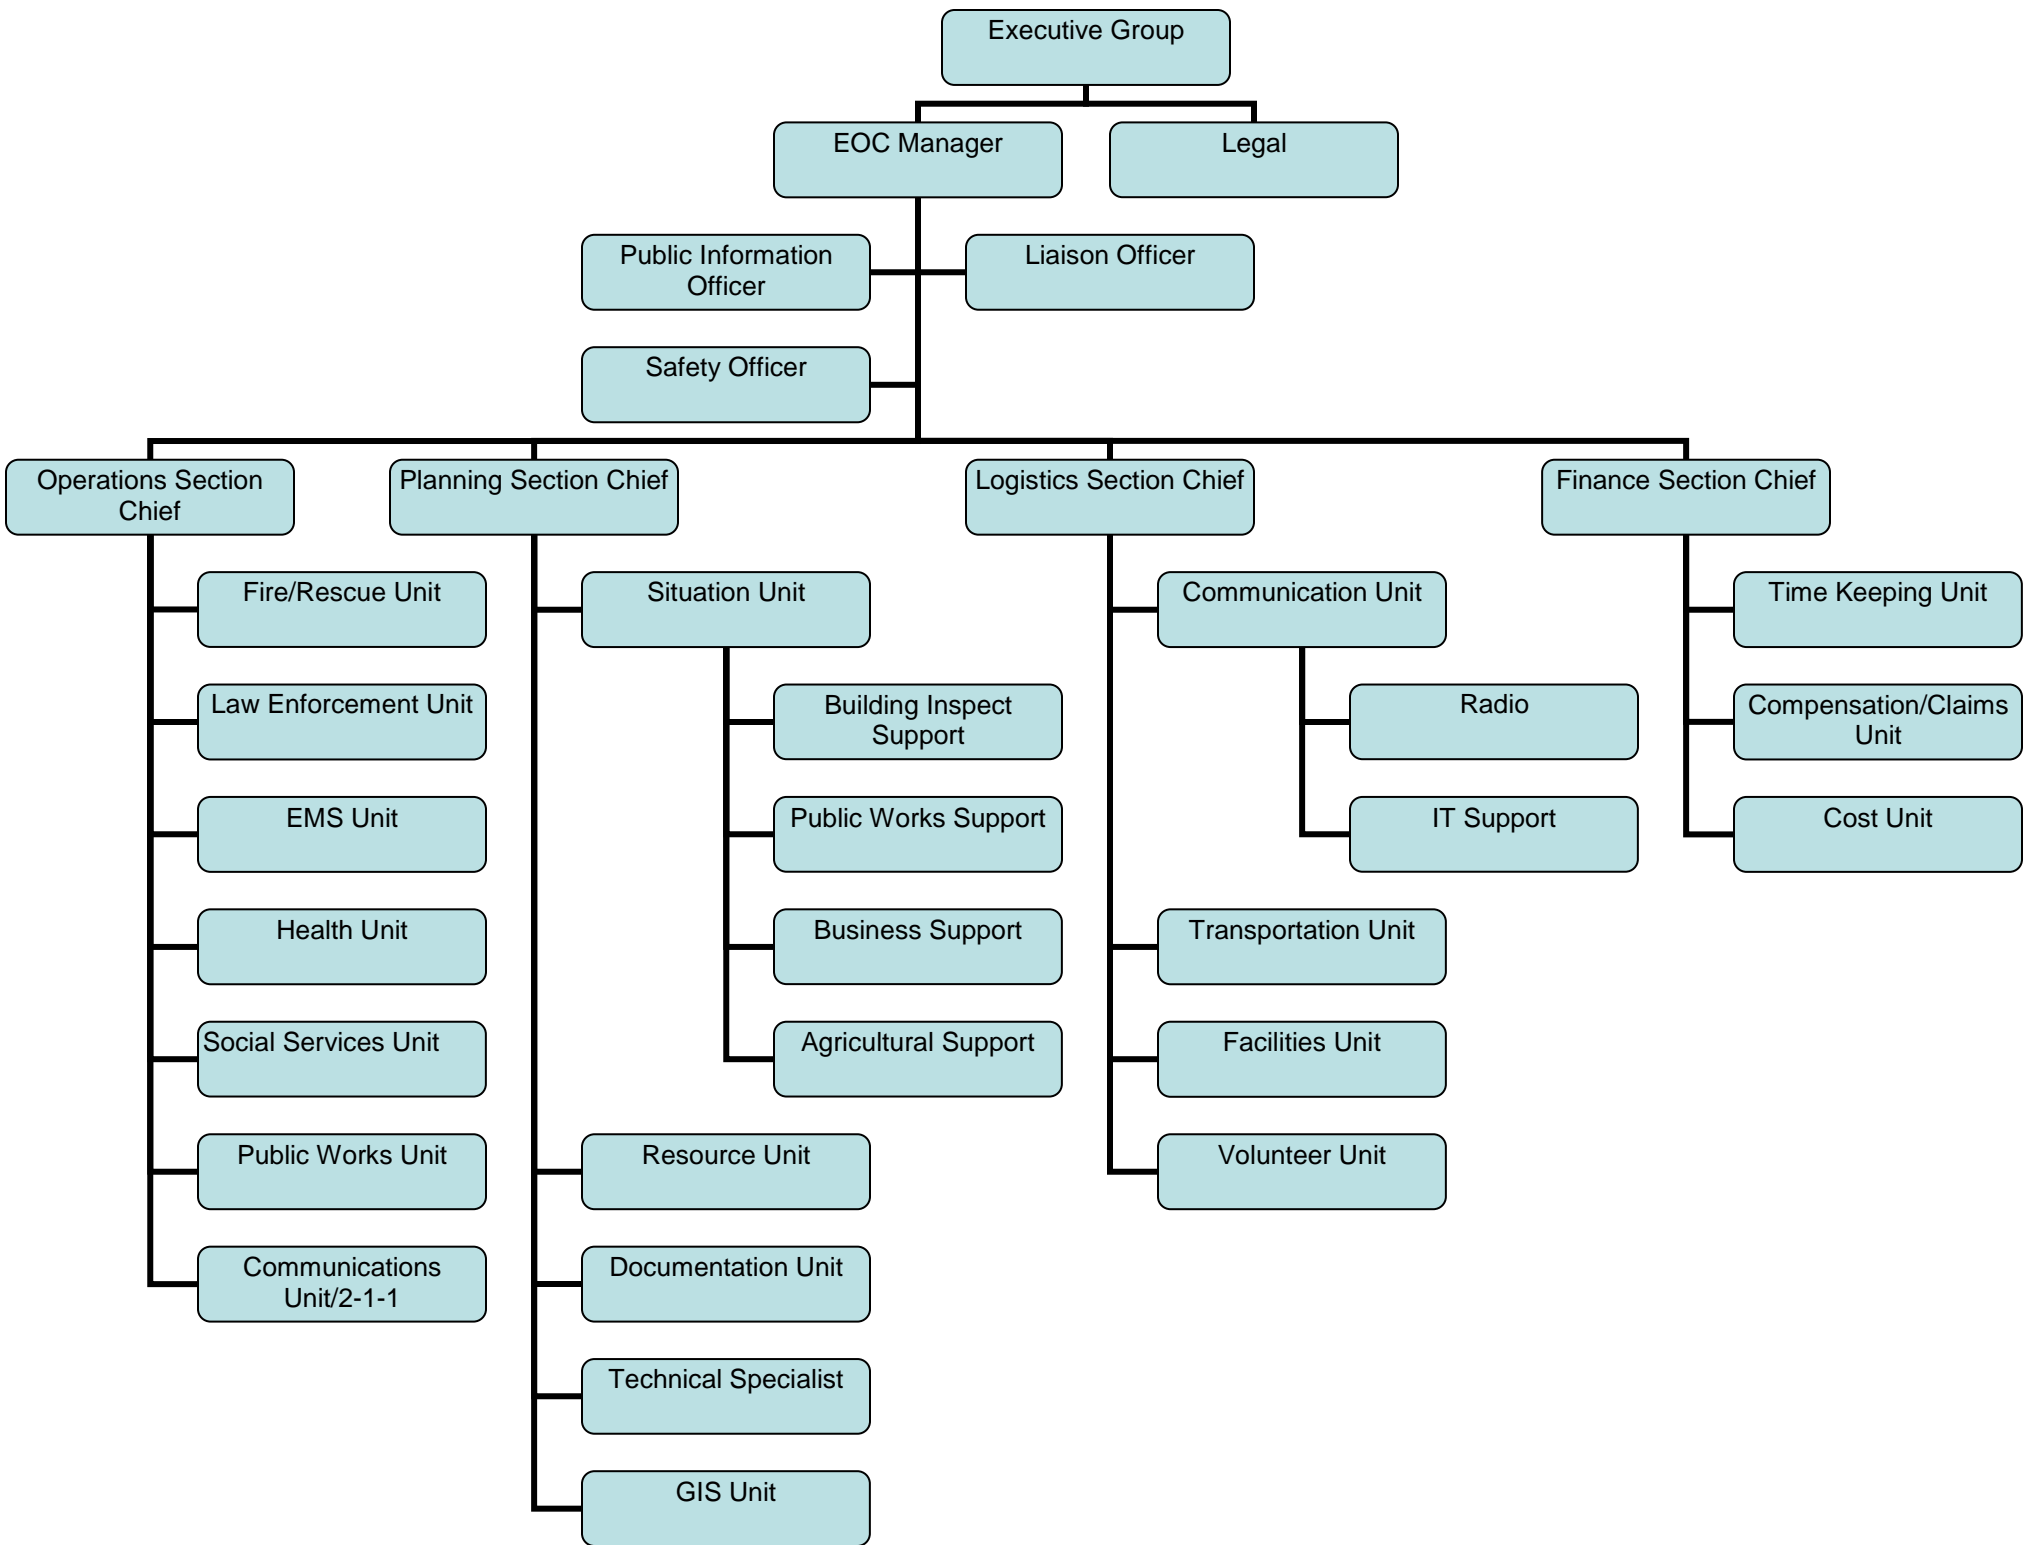 Executive Group
EOC Manager
Legal
Public Information
Officer
Liaison Officer
Safety Officer
Operations Section
Chief
Planning Section Chief
Logistics Section Chief
Finance Section Chief
Fire/Rescue Unit
Law Enforcement Unit
EMS Unit
Health Unit
Social Services Unit
Public Works Unit
Communications
Unit/2-1-1
Situation Unit
Building Inspect
Support
Public Works Support
Business Support
Agricultural Support
Resource Unit
Documentation Unit
Technical Specialist
GIS Unit
Communication Unit
Radio
IT Support
Transportation Unit
Facilities Unit
Volunteer Unit
Time Keeping Unit
Compensation/Claims
Unit
Cost Unit